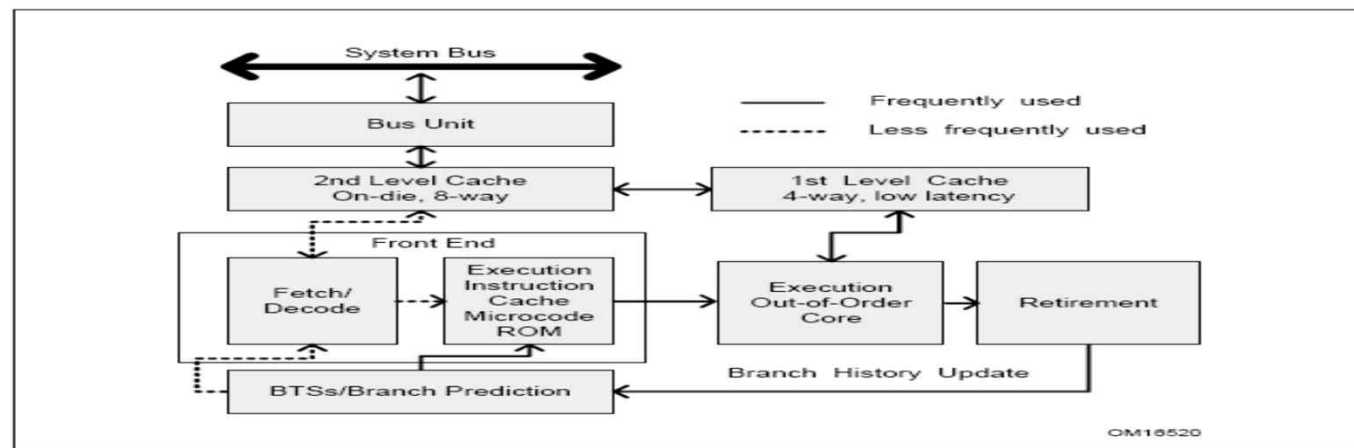 System Bus
Frequently used
Bus Unit
Less frequently used
2nd Level Cache
On-die, 8-way
1st Level Cache
4-way, low latency
Front End
Fetch/
Decode
Execution
Instruction
Cache
Microcode
ROM
Execution
Out-of-Order
Core
Retirement
BTSs/Branch Prediction
Branch History Update
OM16520